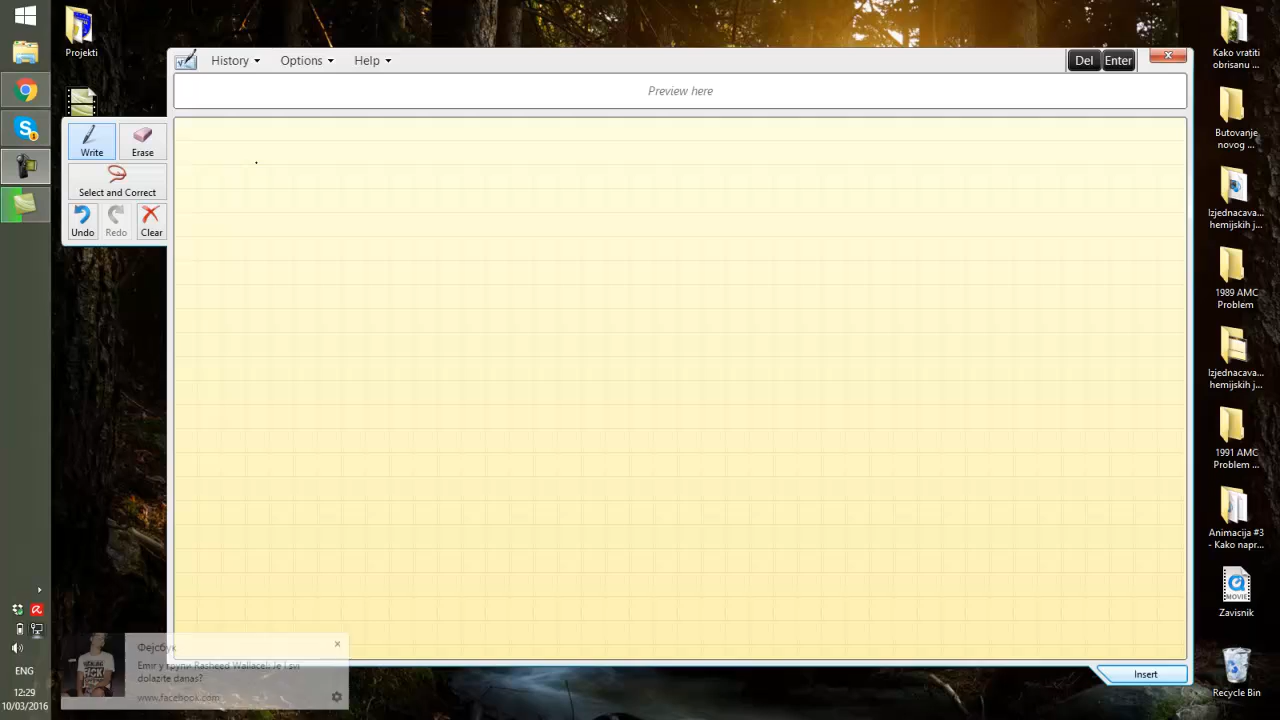 Projekti
History
Options
Help
Del
Enter
Preview here
Write
Erase
Select and Correct
Undo
Redo
Clear
Insert
Kako vratiti
obrisanu ...
Butovanje
novog ...
Izjednacava...
hemijskih j...
1989 AMC
Problem
Izjednacava...
hemijskih j...
1991 AMC
Problem ...
Animacija #3
- Kako napr...
MOVIE
Zavisnik
Recycle Bin
Фејсбук
Emir у групи Rasheed Wallace: Je l svi
dolazite danas?
www.facebook.com
ENG
12:29
10/03/2016